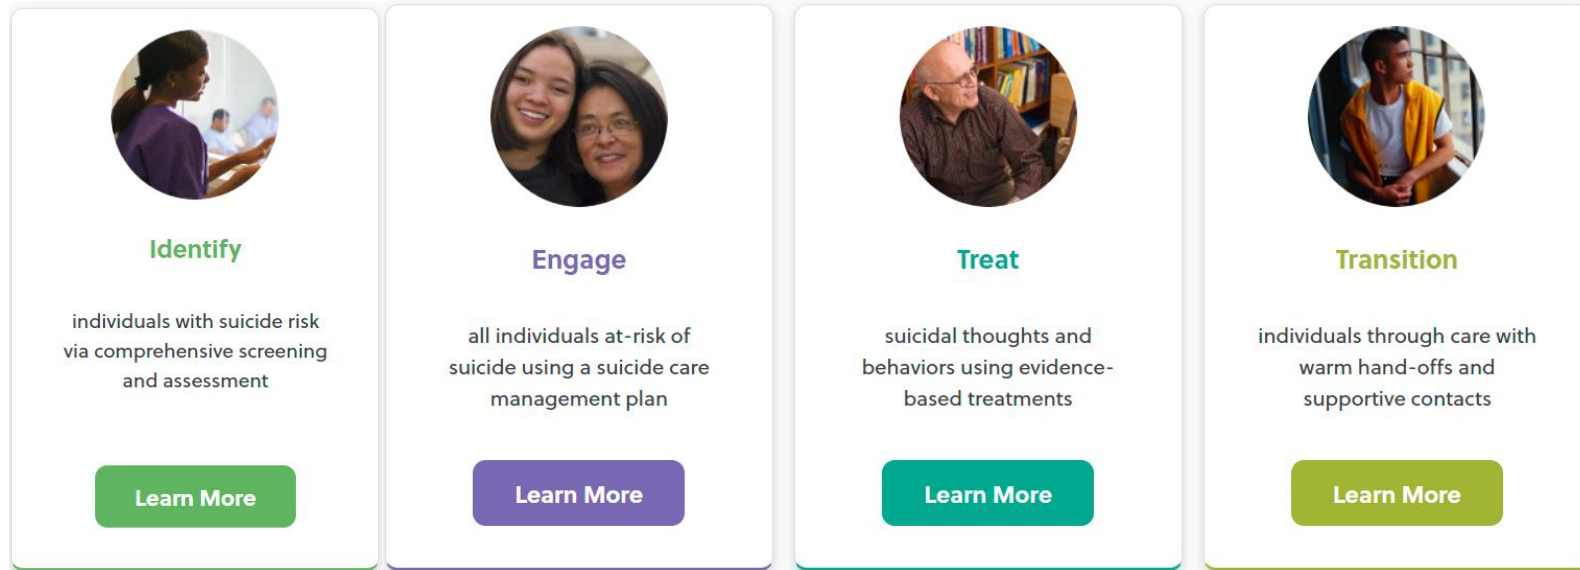 Identify
individuals with suicide risk
via comprehensive screening
and assessment
Learn More
Engage
all individuals at-risk of
suicide using a suicide care
management plan
Learn More
Treat
suicidal thoughts and
behaviors using evidence-
based treatments
Learn More
Transition
individuals through care with
warm hand-offs and
supportive contacts
Learn More